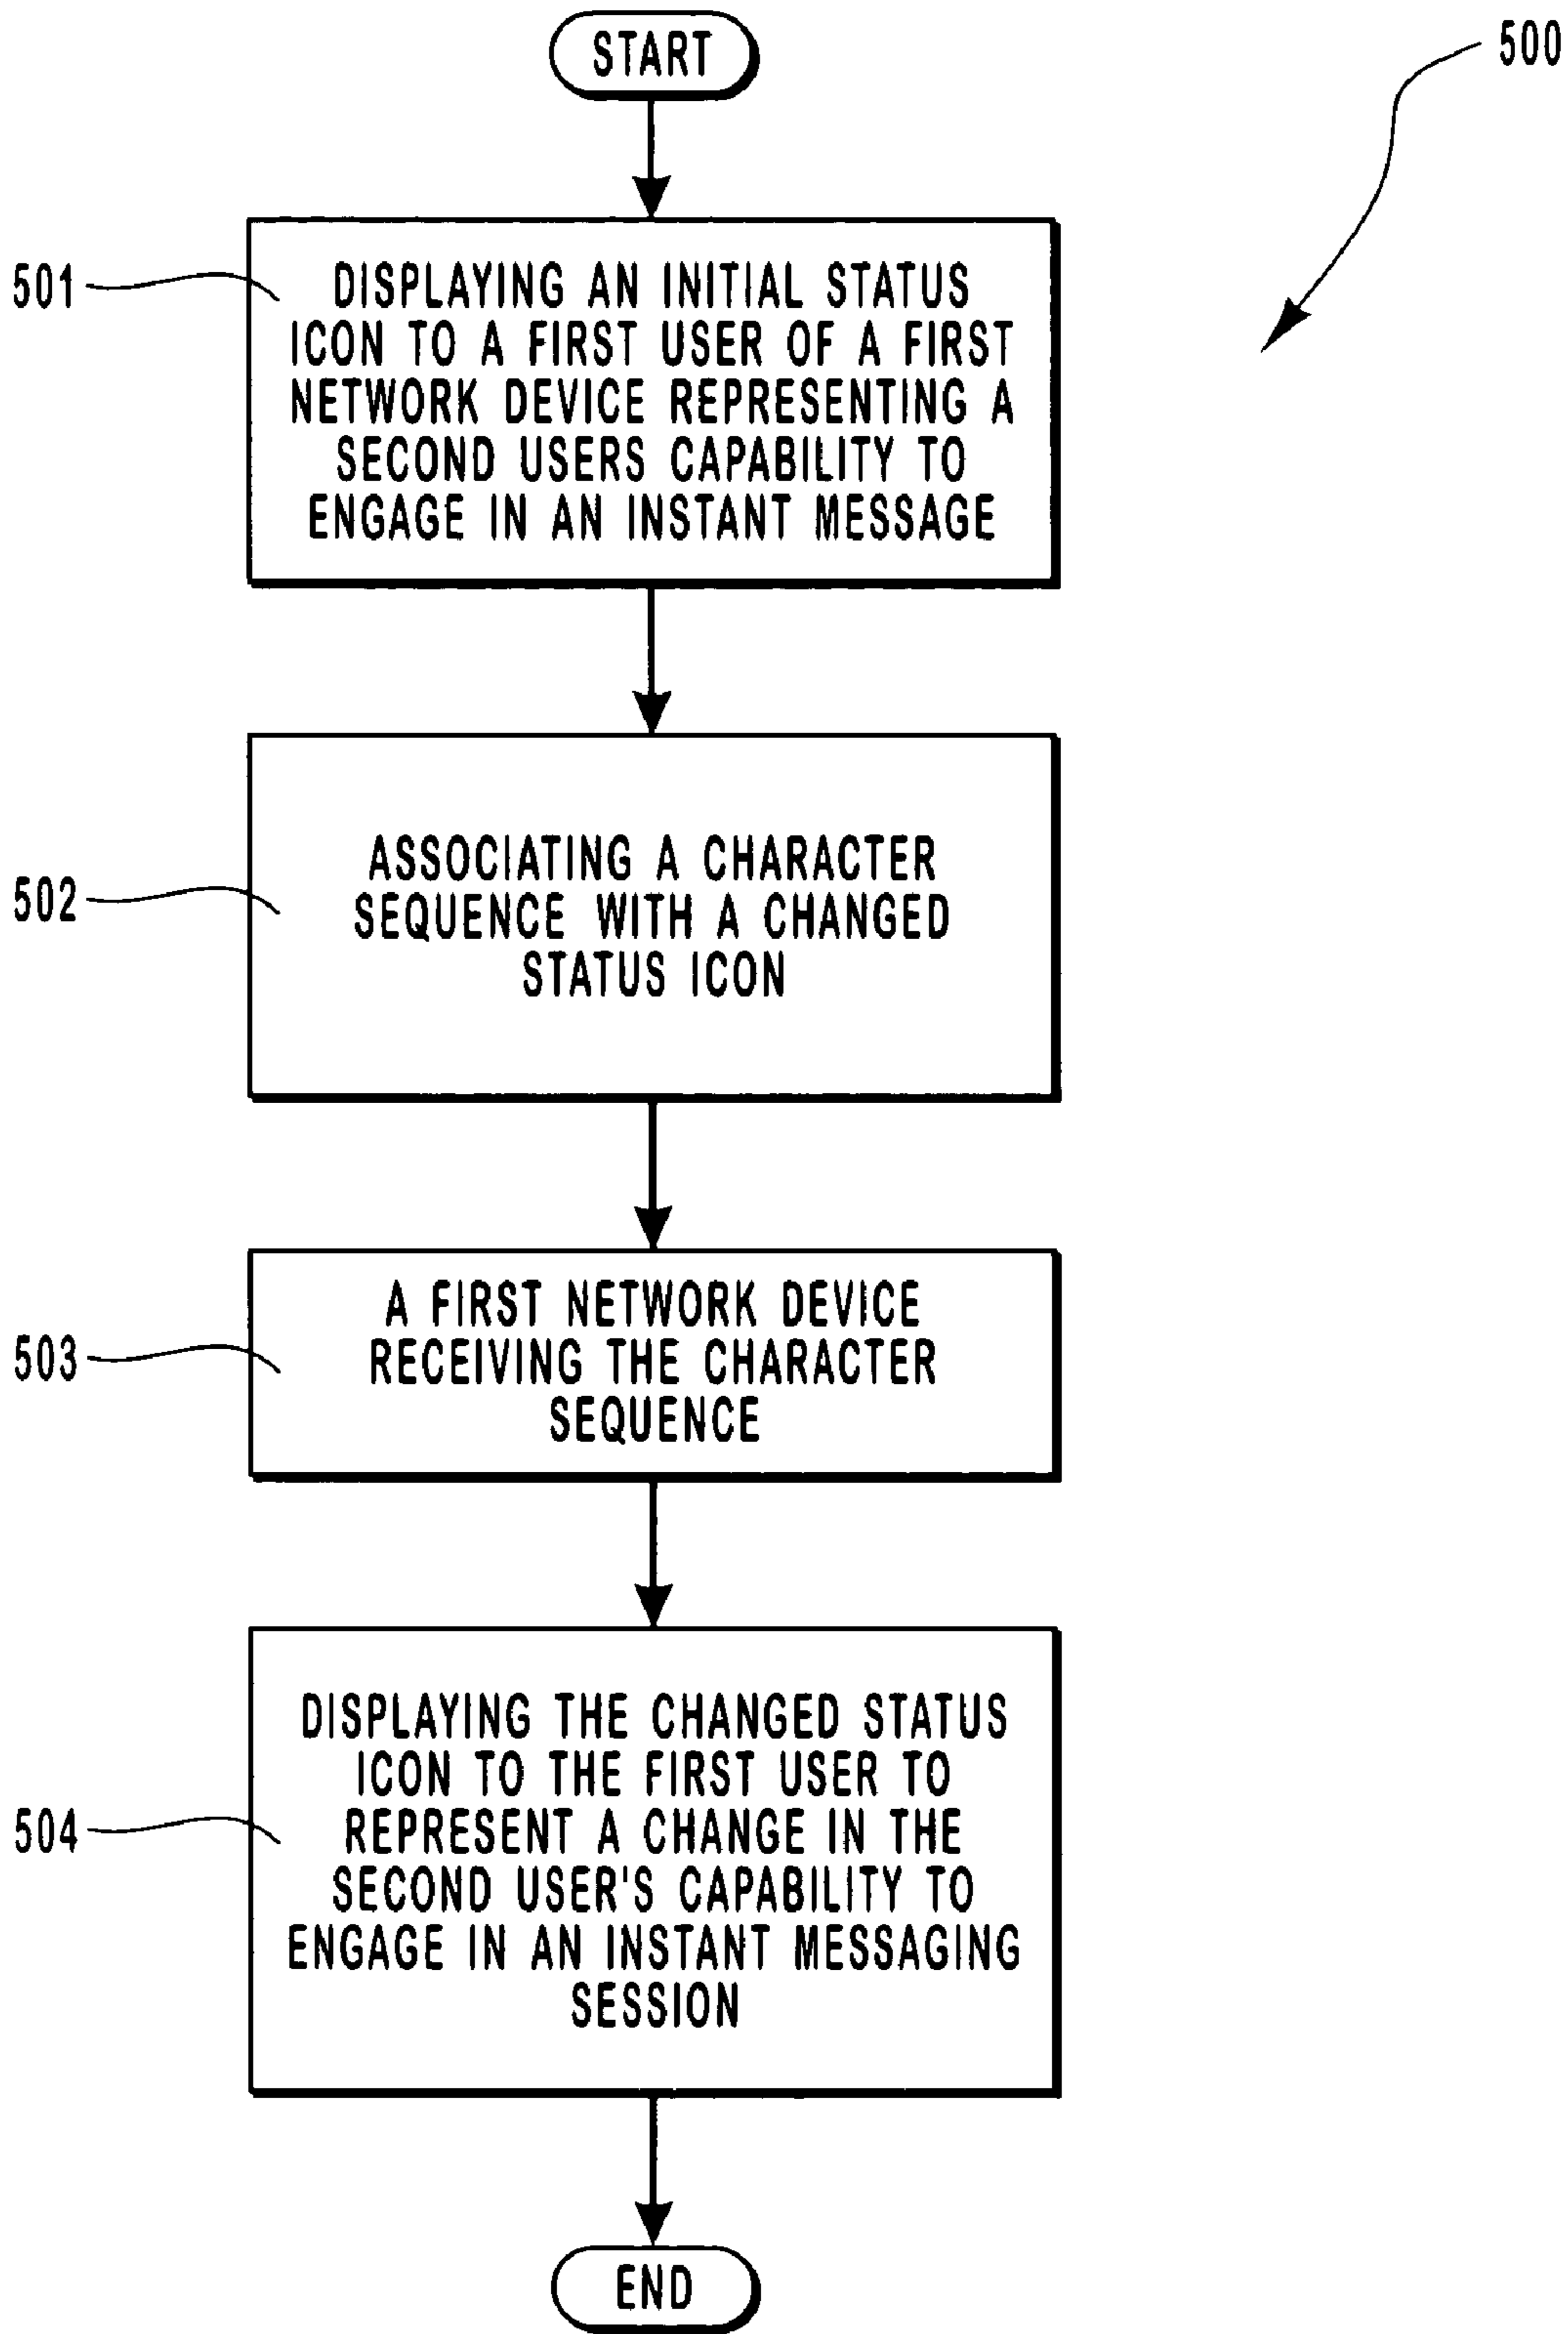 START
500
501
DISPLAYING AN INITIAL STATUS
ICON TO A FIRST USER OF A FIRST
NETWORK DEVICE REPRESENTING A
SECOND USERS CAPABILITY TO
ENGAGE IN AN INSTANT MESSAGE
502
ASSOCIATING A CHARACTER
SEQUENCE WITH A CHANGED
STATUS ICON
503
A FIRST NETWORK DEVICE
RECEIVING THE CHARACTER
SEQUENCE
504
DISPLAYING THE CHANGED STATUS
ICON TO THE FIRST USER TO
REPRESENT A CHANGE IN THE
SECOND USER'S CAPABILITY TO
ENGAGE IN AN INSTANT MESSAGING
SESSION
END